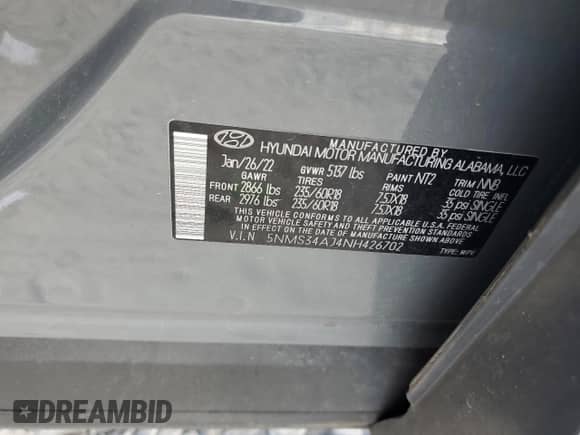 MANUFACTURED BY
HYUNDAI MOTOR MANUFACTURING ALABAMA, LLC
Jan/26/22 GVWR 5137 lbs PAINT NT2 TRIM NNB
GAWR TIRES RIMS COLD TIRE INFL
FRONT 2866 lbs 235/60R18 7.5JX18 35 psi SINGLE
REAR 2976 lbs 235/60R18 7.5JX18 35 psi SINGLE
THIS VEHICLE CONFORMS TO ALL APPLICABLE U.S.A. FEDERAL
MOTOR VEHICLE SAFETY AND THEFT PREVENTION STANDARDS
IN EFFECT ON THE DATE OF MANUFACTURE SHOWN ABOVE
V.I.N 5NMS34AJ4NH426702
TYPE: MPV
DREAMBID